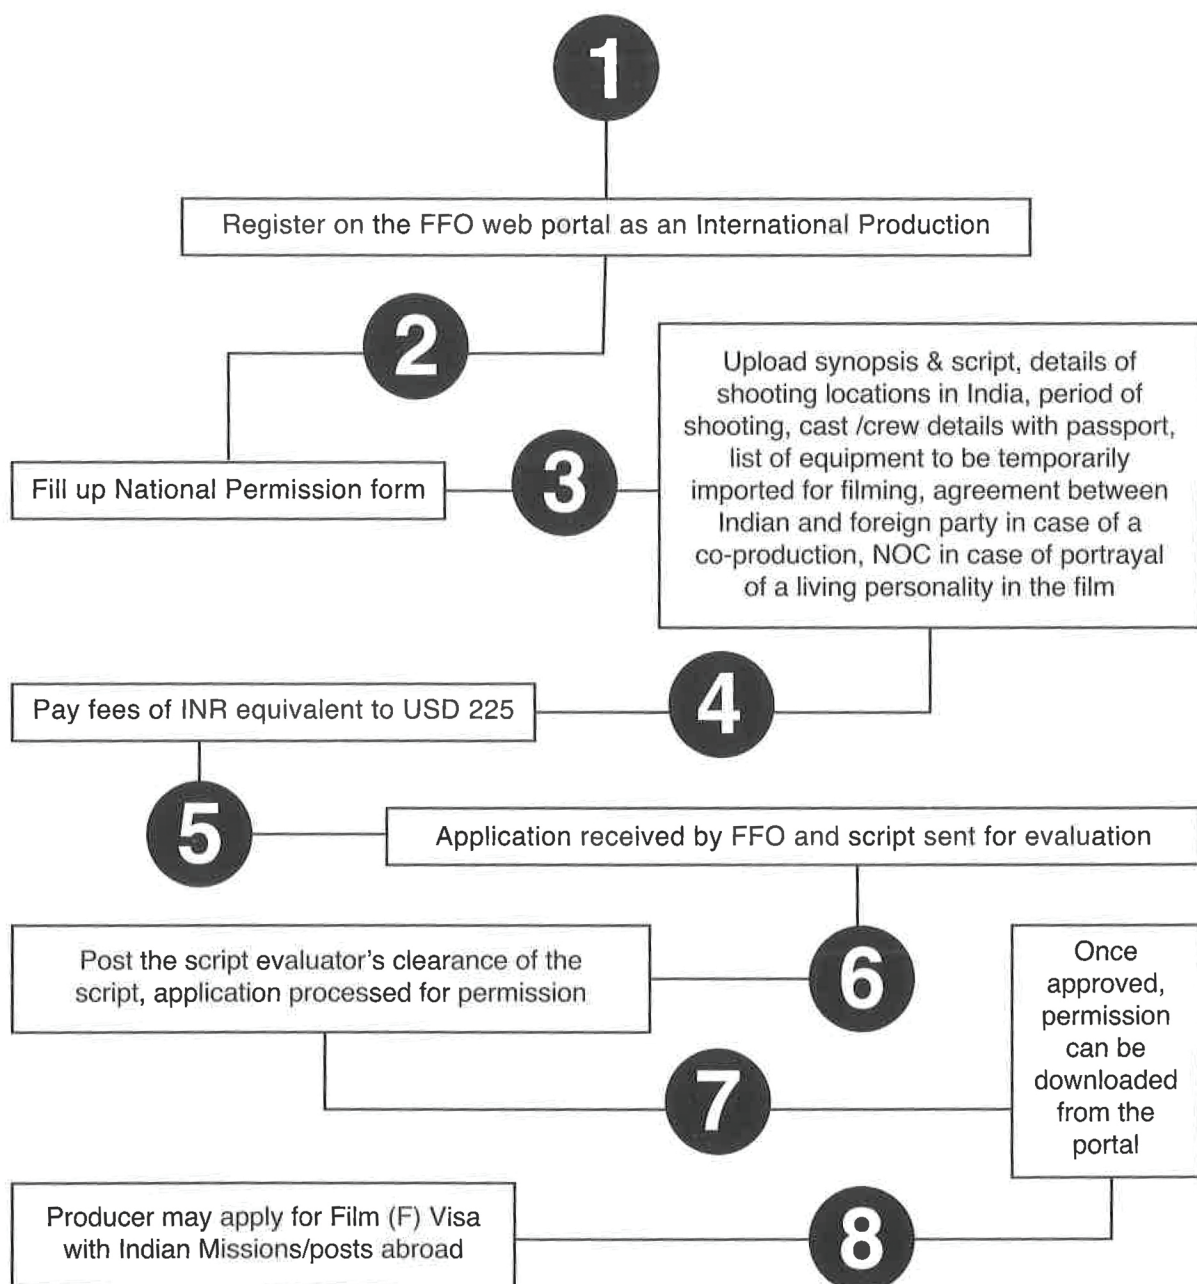 1
Register on the FFO web portal as an International Production
2
Fill up National Permission form
3
Upload synopsis & script, details of
shooting locations in India, period of
shooting, cast /crew details with passport,
list of equipment to be temporarily
imported for filming, agreement between
Indian and foreign party in case of a
co-production, NOC in case of portrayal
of a living personality in the film
4
Pay fees of INR equivalent to USD 225
5
Application received by FFO and script sent for evaluation
6
Post the script evaluator's clearance of the
script, application processed for permission
7
Once
approved,
permission
can be
downloaded
from the
portal
8
Producer may apply for Film (F) Visa
with Indian Missions/posts abroad